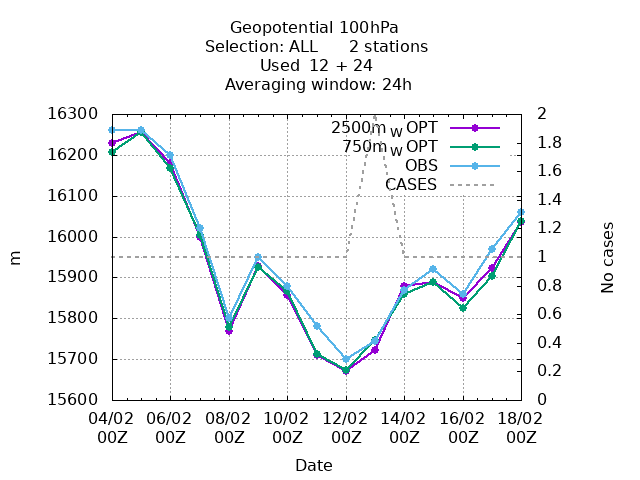 Geopotential 100hPa
Selection: ALL 2 stations
Used 12 + 24
Averaging window: 24h
2500m_W OPT
750m_W OPT
OBS
CASES
16300
16200
16100
16000
15900
15800
15700
15600
m
2
1.8
1.6
1.4
1.2
1
0.8
0.6
0.4
0.2
0
No cases
04/02 06/02 08/02 10/02 12/02 14/02 16/02 18/02
00Z 00Z 00Z 00Z 00Z 00Z 00Z 00Z
Date